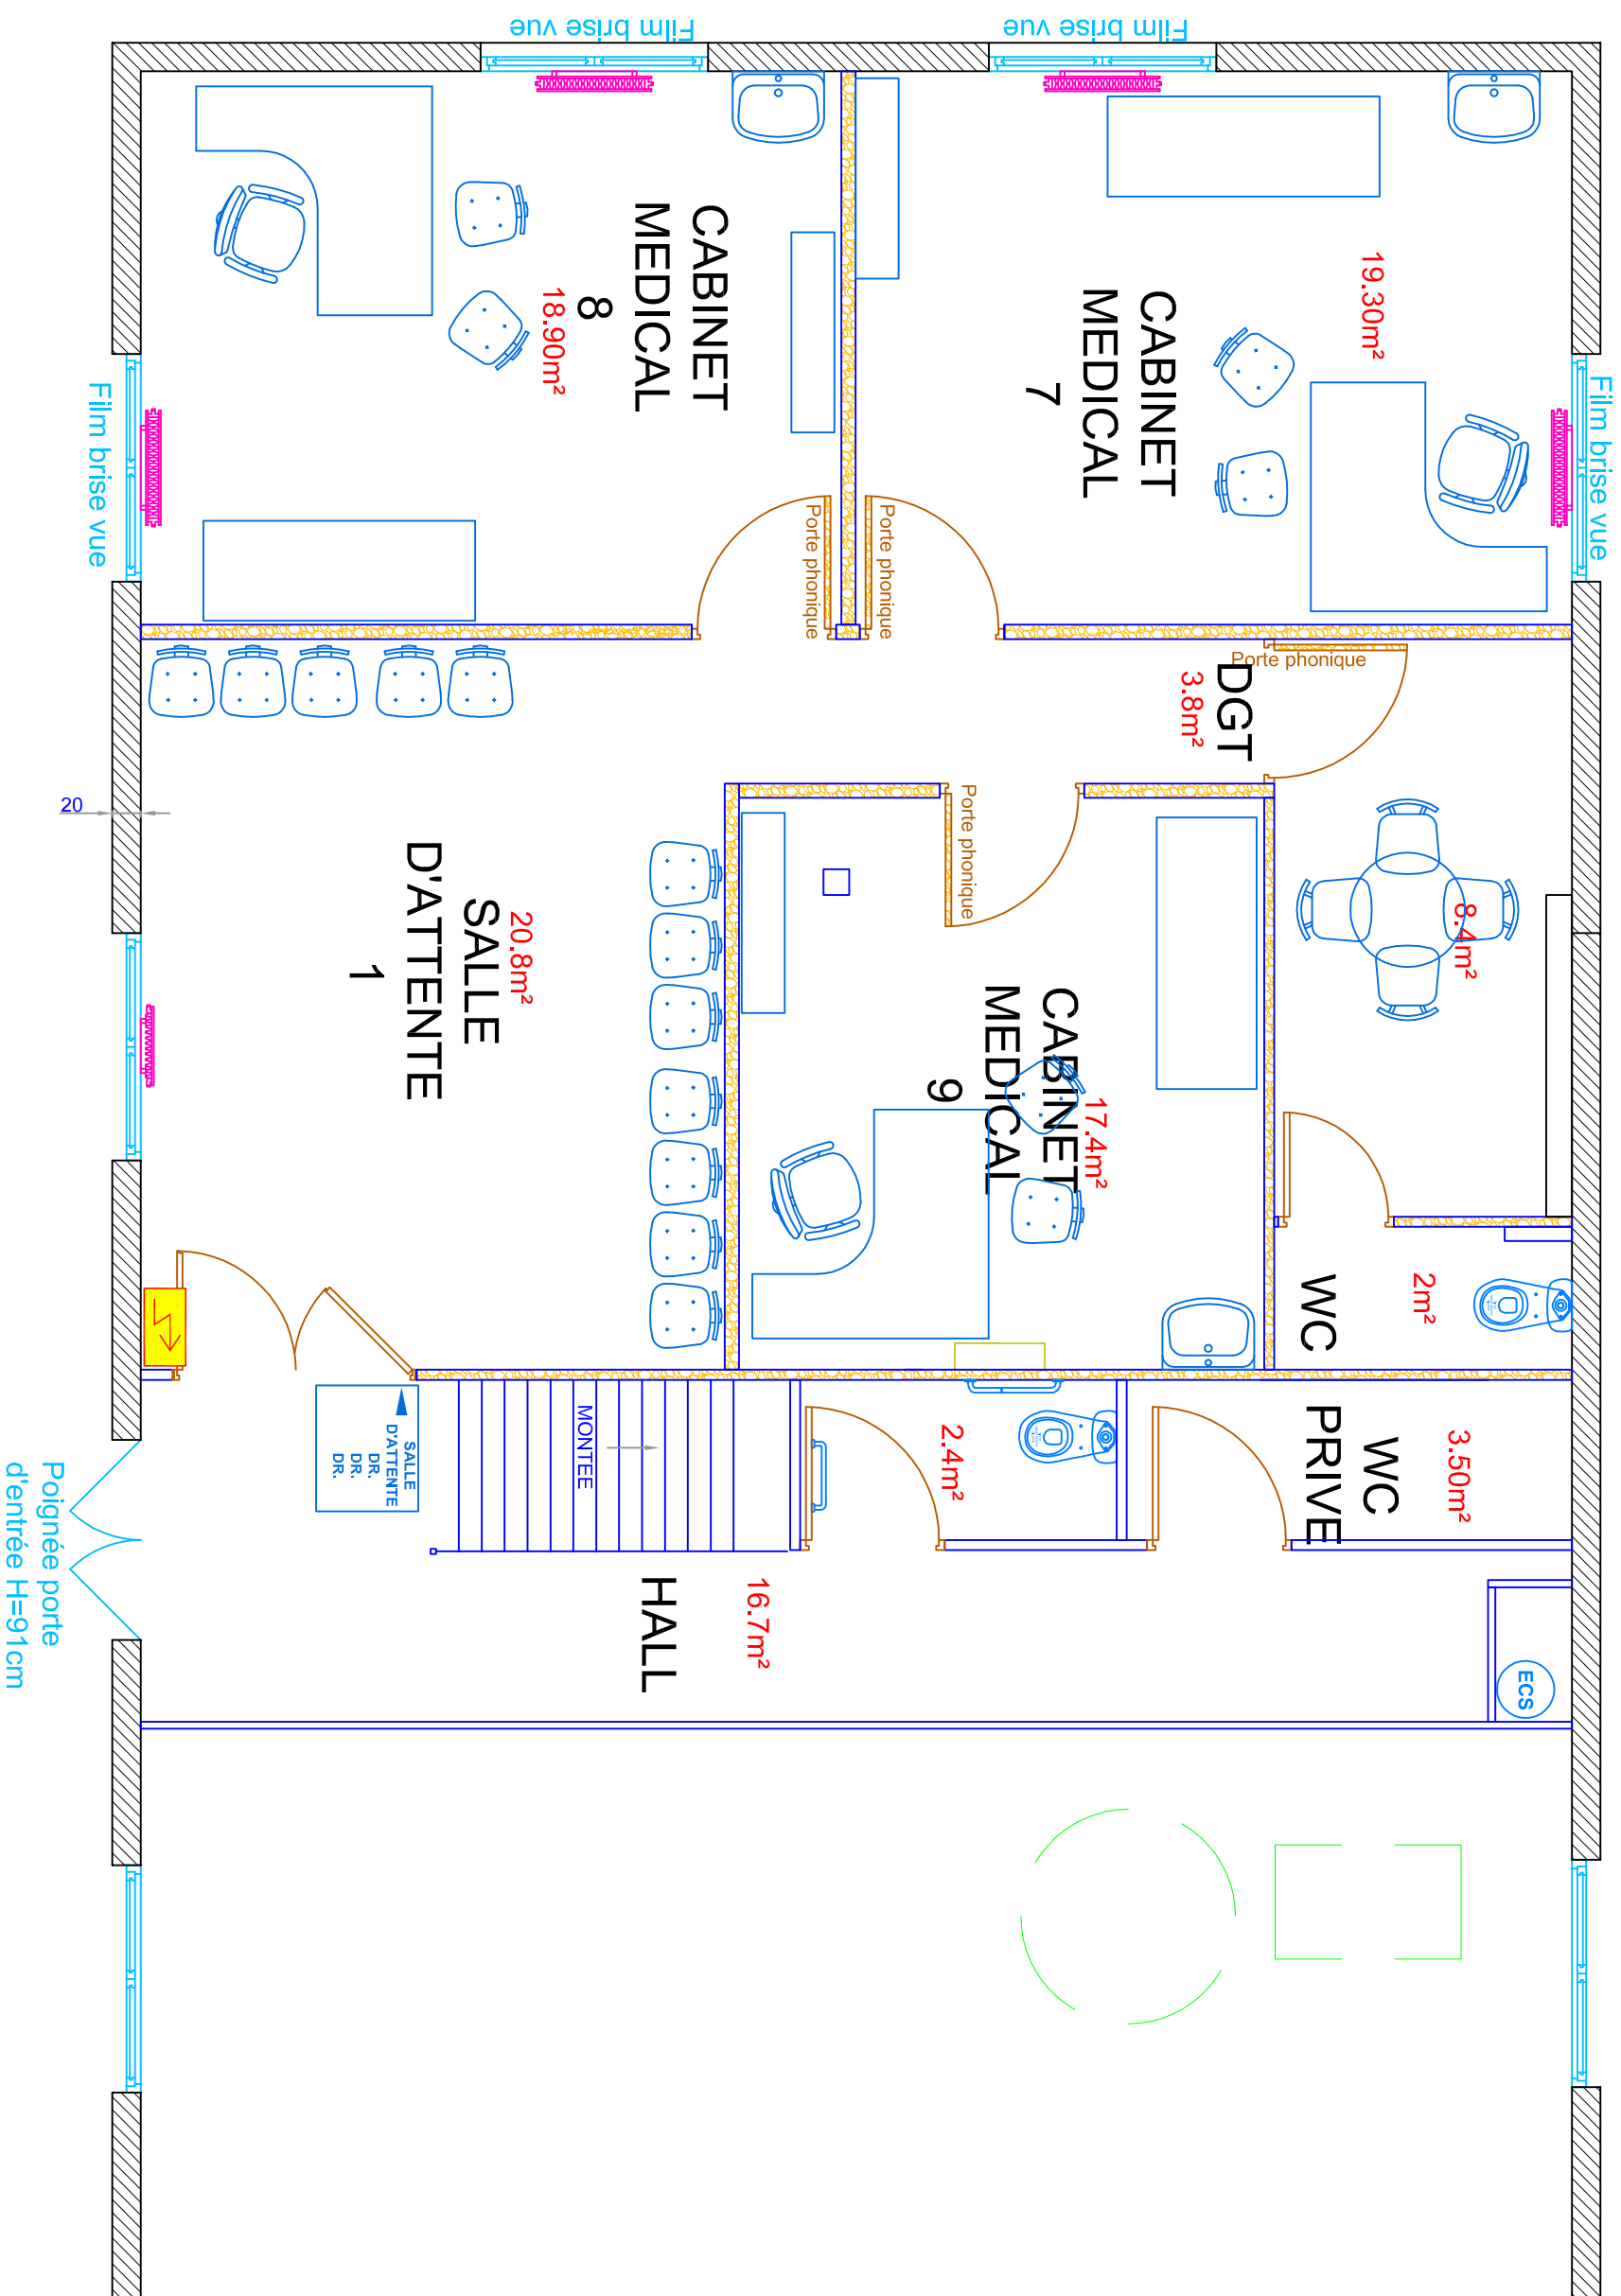 Film brise vue
Film brise vue
Film brise vue
Film brise vue
CABINET
MEDICAL
7
19.30m²
CABINET
MEDICAL
8
18.90m²
Porte phonique
Porte phonique
Porte phonique
Porte phonique
DGT
3.8m²
8.4m²
CABINET
MEDICAL
9
17.4m²
20.8m²
SALLE
D'ATTENTE
1
20
2m²
WC
3.50m²
WC
PRIVE
2.4m²
MONTEE
SALLE
D'ATTENTE
DR.
DR.
DR.
16.7m²
HALL
ECS
Poignée porte
d'entrée H=91cm